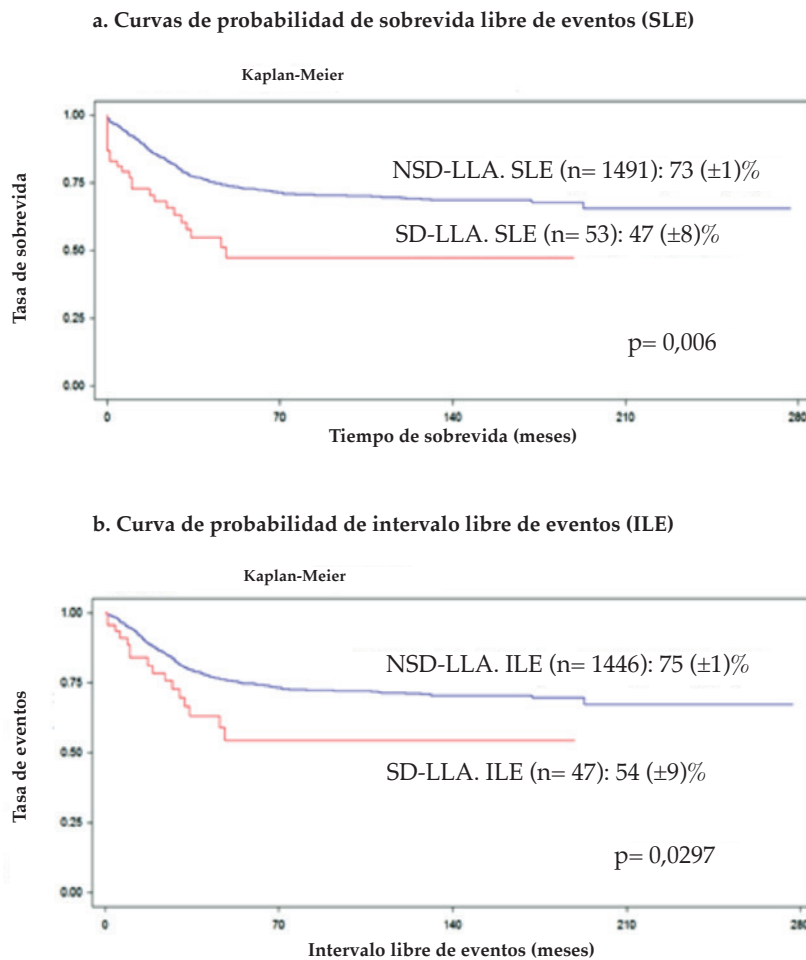 a. Curvas de probabilidad de sobrevida libre de eventos (SLE)
Kaplan-Meier
Tasa de sobrevida
1.00
0.75
0.50
0.25
0.00
NSD-LLA. SLE (n= 1491): 73 (±1)%
SD-LLA. SLE (n= 53): 47 (±8)%
p= 0,006
0 70 140 210 280
Tiempo de sobrevida (meses)
b. Curva de probabilidad de intervalo libre de eventos (ILE)
Kaplan-Meier
Tasa de eventos
1.00
0.75
0.50
0.25
0.00
NSD-LLA. ILE (n= 1446): 75 (±1)%
SD-LLA. ILE (n= 47): 54 (±9)%
p= 0,0297
0 70 140 210 280
Intervalo libre de eventos (meses)